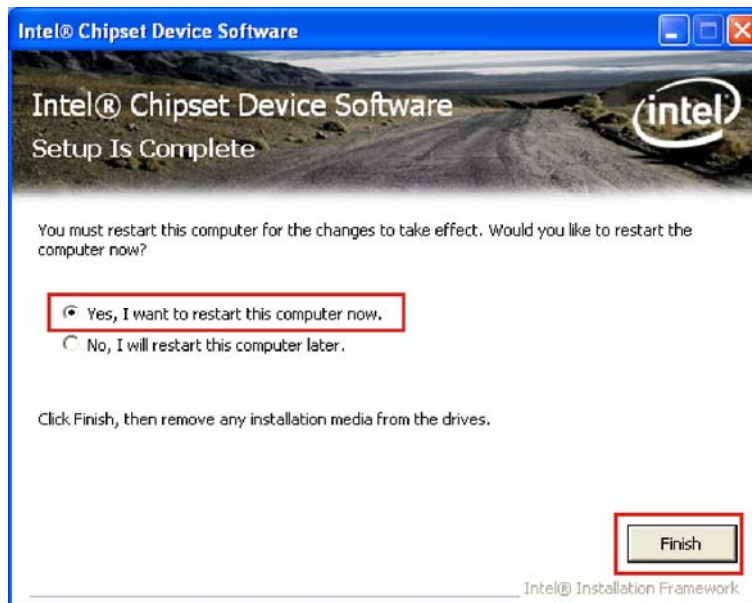 Intel® Chipset Device Software
Intel® Chipset Device Software
Setup Is Complete
intel
You must restart this computer for the changes to take effect. Would you like to restart the
computer now?
Yes, I want to restart this computer now.
No, I will restart this computer later.
Click Finish, then remove any installation media from the drives.
Finish
Intel® Installation Framework